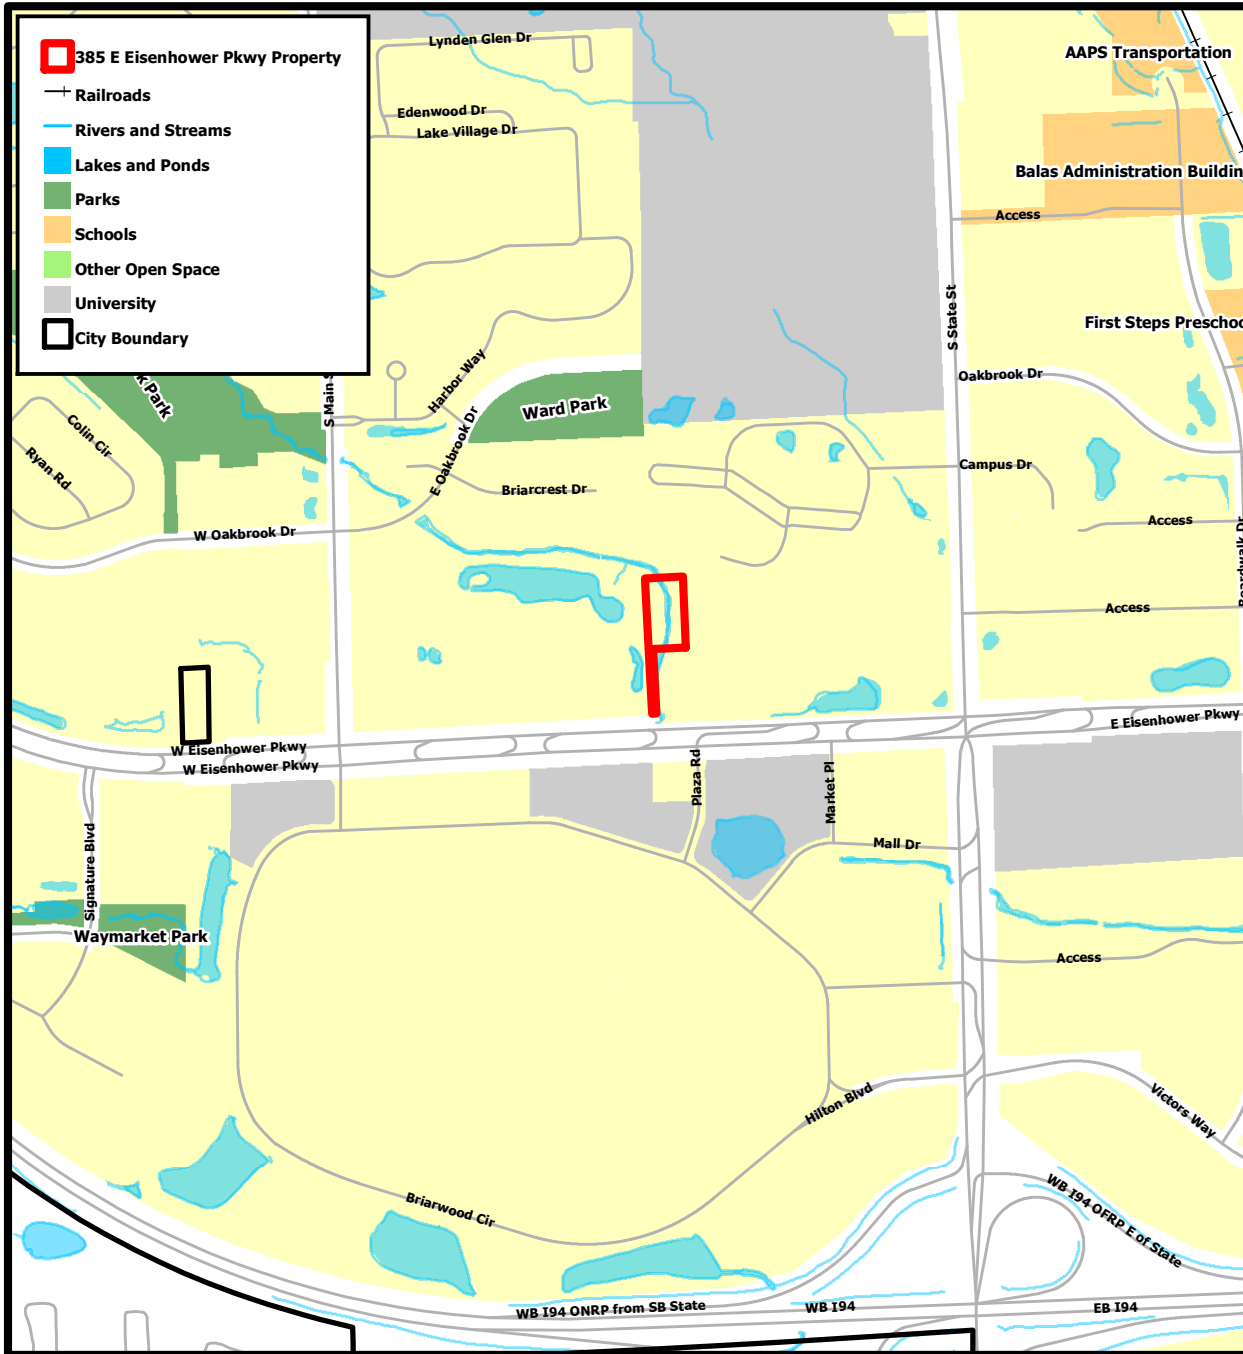 385 E Eisenhower Pkwy Property
Railroads
Rivers and Streams
Lakes and Ponds
Parks
Schools
Other Open Space
University
City Boundary
Lynden Glen Dr
AAPS Transportation
Edenwood Dr
Lake Village Dr
Balas Administration Buildin
Access
S State St
First Steps Preschoo
Harbor Way
Oakbrook Dr
k Park
S Main S
Ward Park
Colin Cir
E Oakbrook Dr
Ryan Rd
Campus Dr
Briarcrest Dr
Access
W Oakbrook Dr
Boardwalk Dr
Access
E Eisenhower Pkwy
W Eisenhower Pkwy
W Eisenhower Pkwy
Plaza Rd
Market Pl
Mall Dr
Signature Blvd
Waymarket Park
Access
Hilton Blvd
Victors Way
Briarwood Cir
WB I94 OFRP E of State
WB I94 ONRP from SB State
WB I94
EB I94